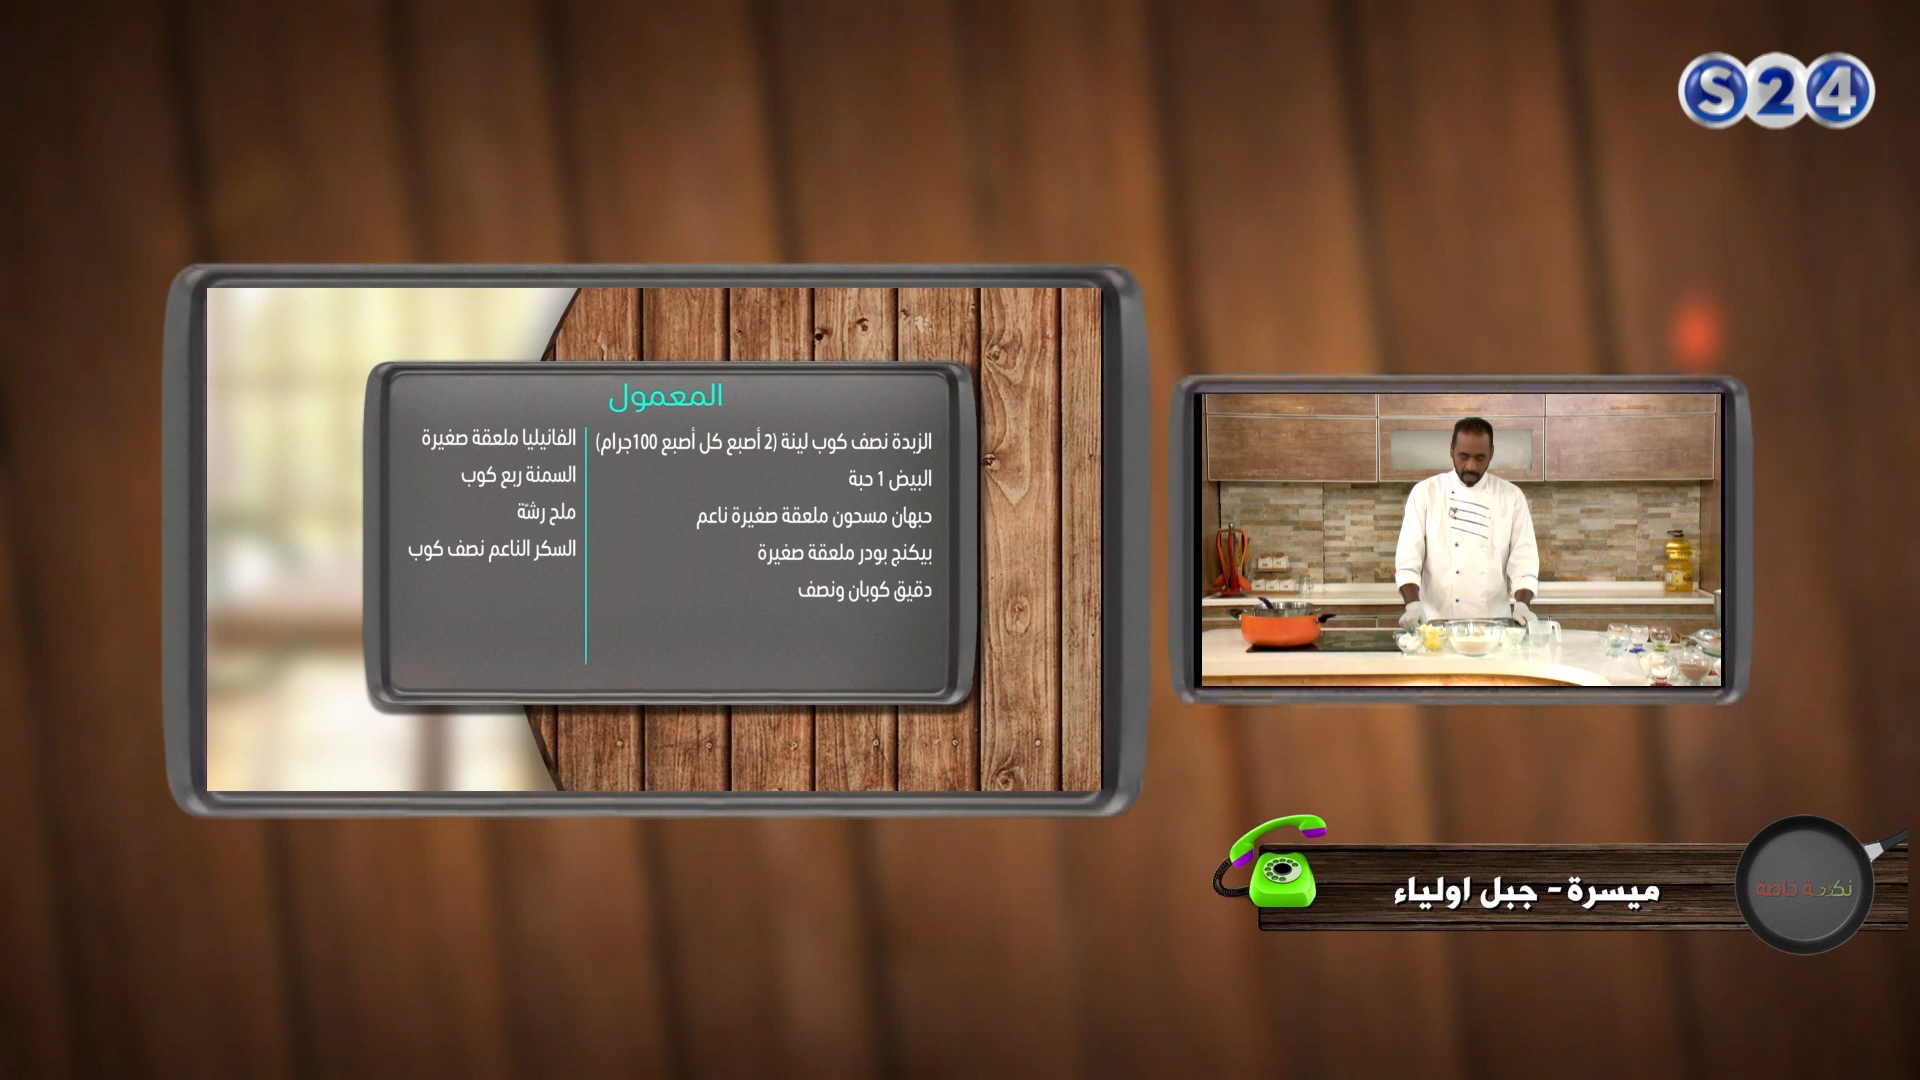 S24
المعمول
الزبدة نصف كوب لينة (2 أصبع كل أصبع 100جرام)
البيض 1 حبة
حبهان مسحون ملعقة صغيرة ناعم
بيكنج بودر ملعقة صغيرة
دقيق كوبان ونصف
الفانيليا ملعقة صغيرة
السمنة ربع كوب
ملح رشّة
السكر الناعم نصف كوب
ميسرة - جبل اولياء
نكهة خاصة